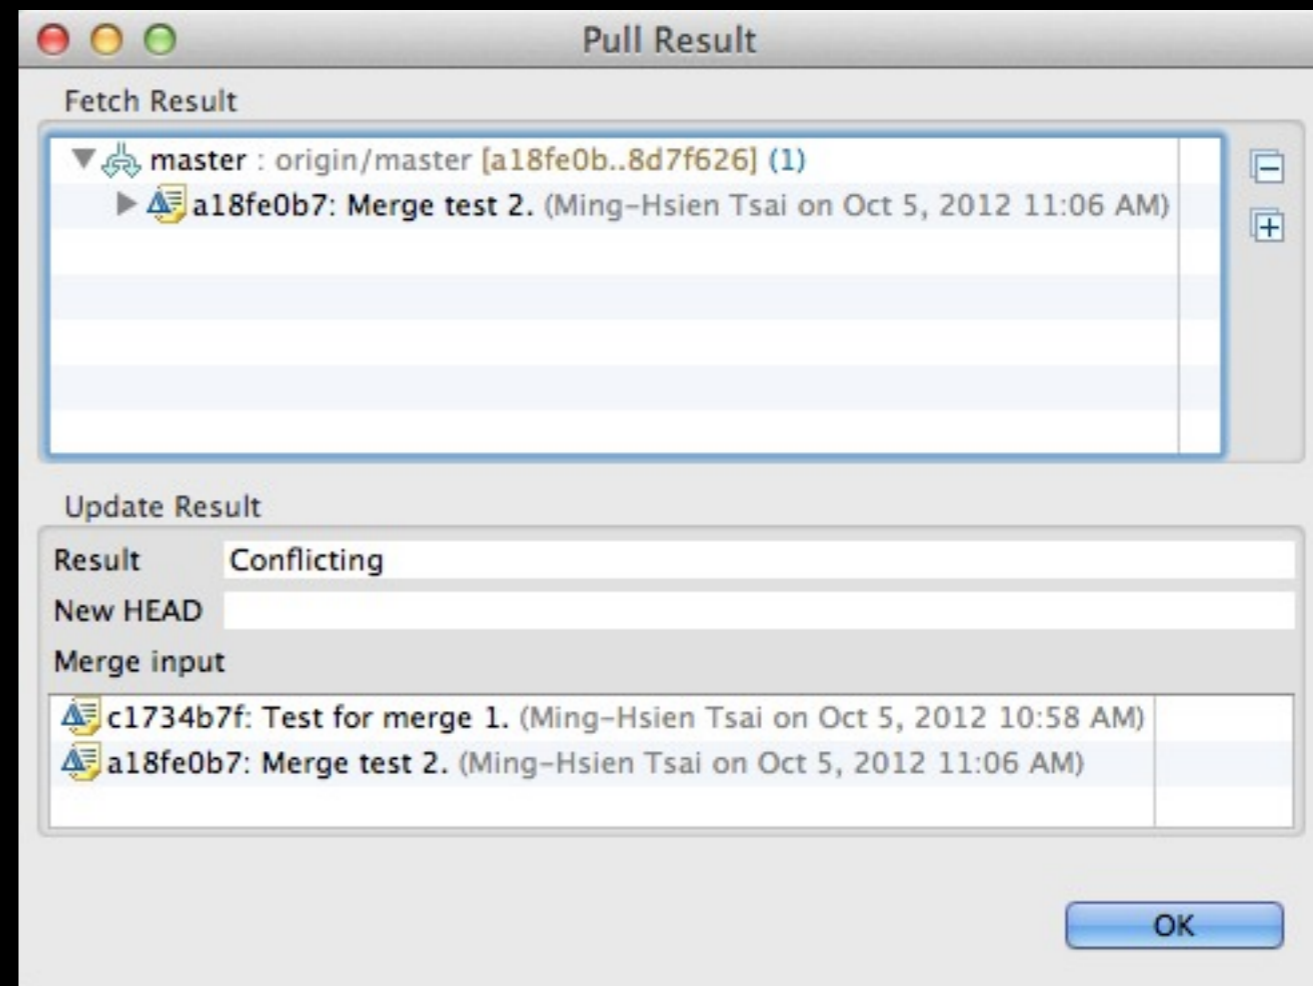 Pull Result
Fetch Result
master : origin/master [a18fe0b..8d7f626] (1)
a18fe0b7: Merge test 2. (Ming-Hsien Tsai on Oct 5, 2012 11:06 AM)
Update Result
Result Conflicting
New HEAD
Merge input
c1734b7f: Test for merge 1. (Ming-Hsien Tsai on Oct 5, 2012 10:58 AM)
a18fe0b7: Merge test 2. (Ming-Hsien Tsai on Oct 5, 2012 11:06 AM)
OK